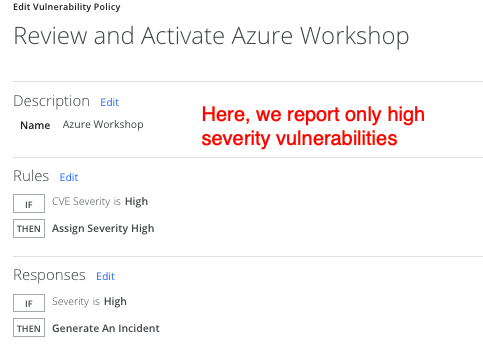 Edit Vulnerability Policy
Review and Activate Azure Workshop
Description Edit
Name Azure Workshop
Here, we report only high
severity vulnerabilities
Rules Edit
IF CVE Severity is High
THEN Assign Severity High
Responses Edit
IF Severity is High
THEN Generate An Incident